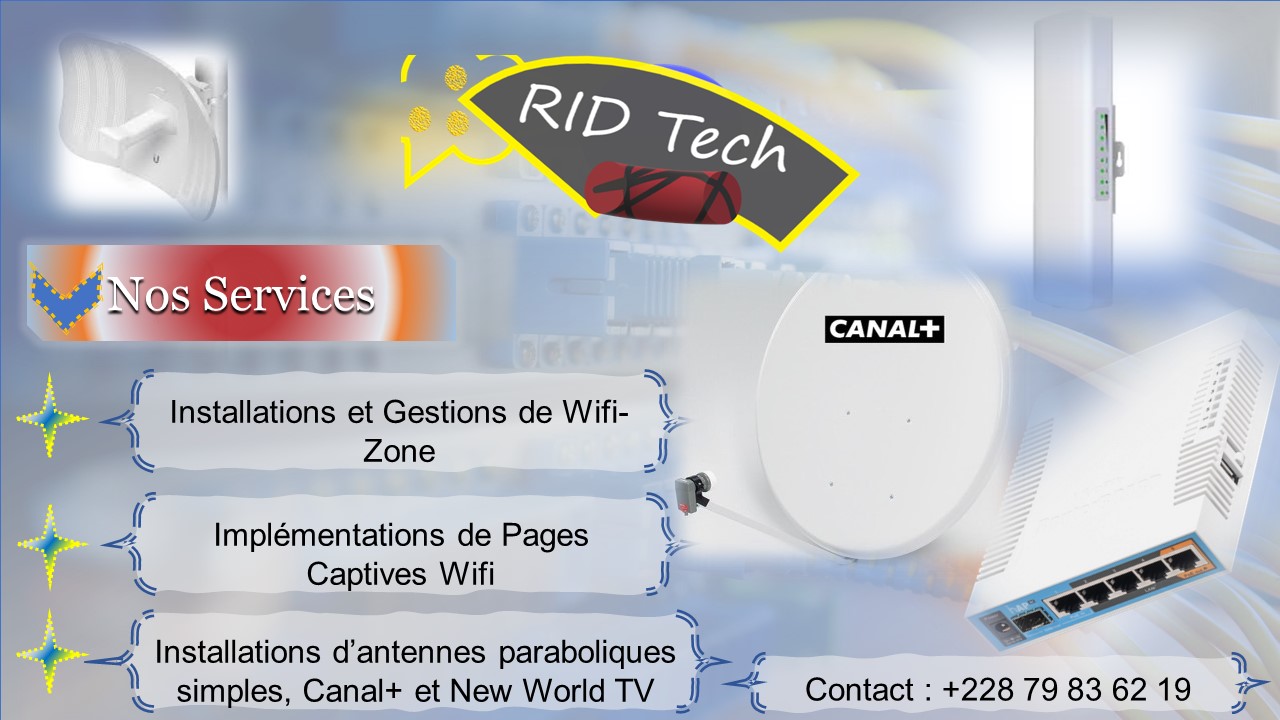 RID Tech
Nos Services
CANAL+
Installations et Gestions de Wifi-
Zone
Implémentations de Pages
Captives Wifi
Installations d’antennes paraboliques
simples, Canal+ et New World TV
Contact : +228 79 83 62 19